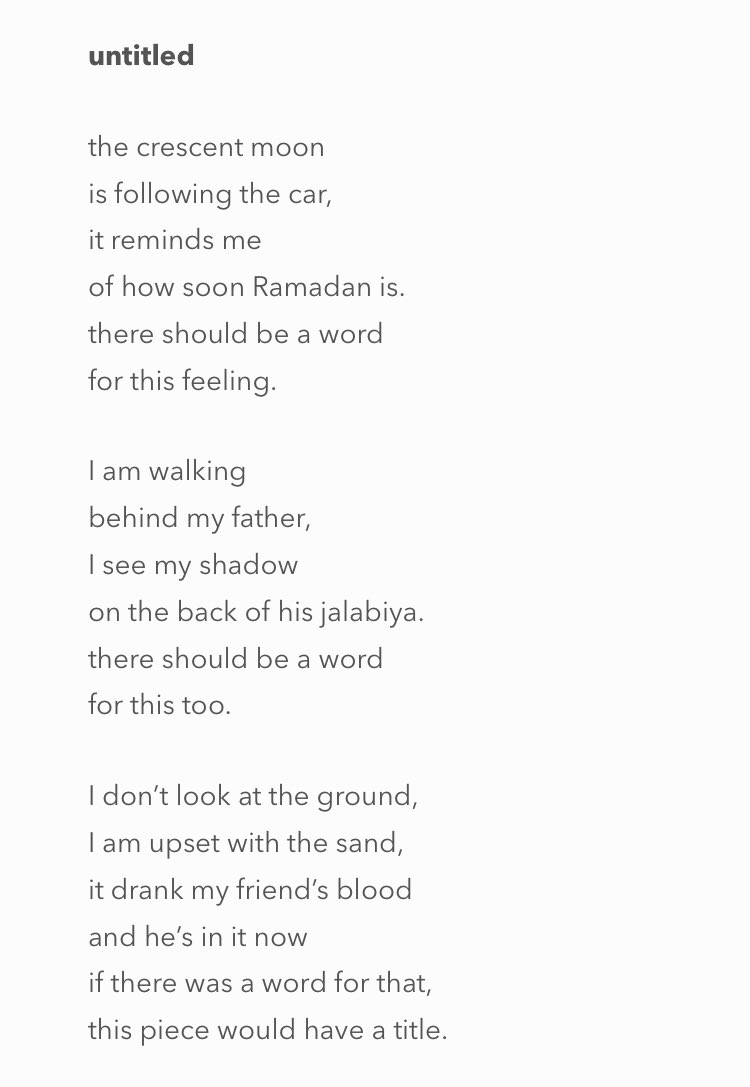 untitled
the crescent moon
is following the car,
it reminds me
of how soon Ramadan is.
there should be a word
for this feeling.
I am walking
behind my father,
I see my shadow
on the back of his jalabiya.
there should be a word
for this too.
I don’t look at the ground,
I am upset with the sand,
it drank my friend’s blood
and he’s in it now
if there was a word for that,
this piece would have a title.